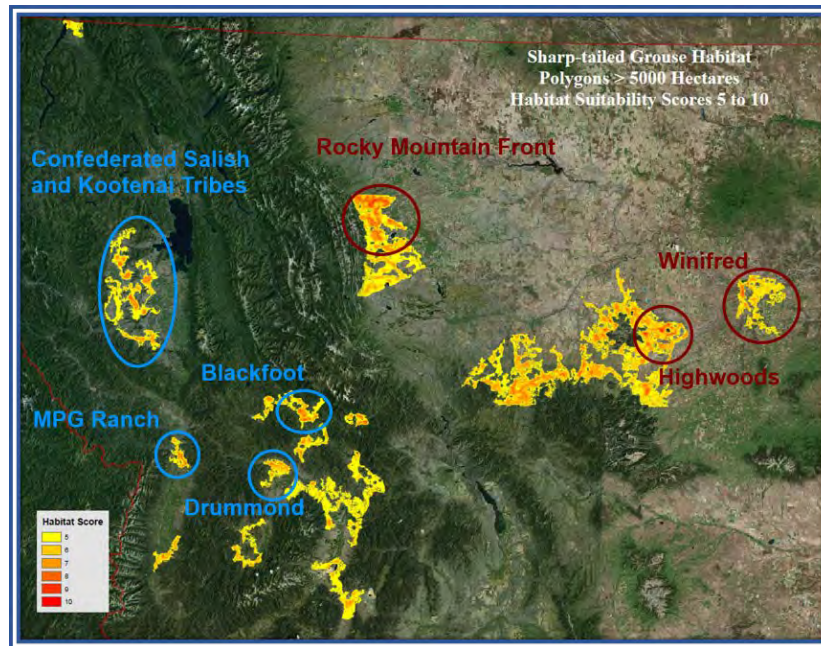 Sharp-tailed Grouse Habitat
Polygons > 5000 Hectares
Habitat Suitability Scores 5 to 10
Rocky Mountain Front
Confederated Salish
and Kootenai Tribes
Winifred
Highwoods
Blackfoot
MPG Ranch
Drummond
Habitat Score
5
6
7
8
9
10